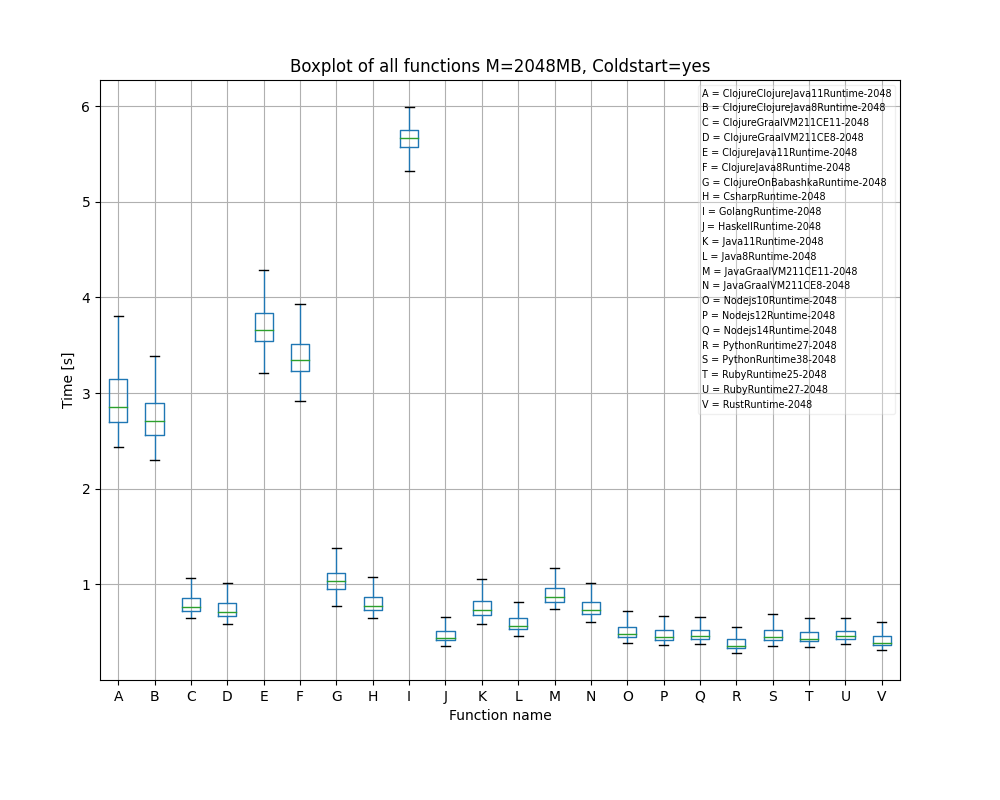 Boxplot of all functions M=2048MB, Coldstart=yes
6
5
4
3
2
1
Time [s]
A = ClojureClojureJava11Runtime-2048
B = ClojureClojureJava8Runtime-2048
C = ClojureGraalVM211CE11-2048
D = ClojureGraalVM211CE8-2048
E = ClojureJava11Runtime-2048
F = ClojureJava8Runtime-2048
G = ClojureOnBabashkaRuntime-2048
H = CsharpRuntime-2048
I = GolangRuntime-2048
J = HaskellRuntime-2048
K = Java11Runtime-2048
L = Java8Runtime-2048
M = JavaGraalVM211CE11-2048
N = JavaGraalVM211CE8-2048
O = Nodejs10Runtime-2048
P = Nodejs12Runtime-2048
Q = Nodejs14Runtime-2048
R = PythonRuntime27-2048
S = PythonRuntime38-2048
T = RubyRuntime25-2048
U = RubyRuntime27-2048
V = RustRuntime-2048
A B C D E F G H I J K L M N O P Q R S T U V
Function name